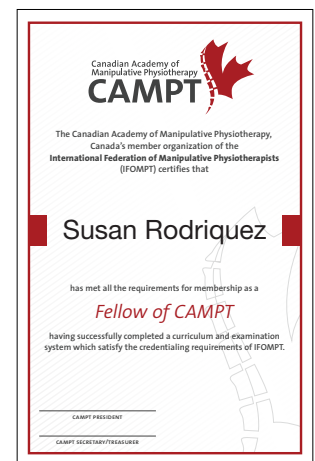 Canadian Academy of
Manipulative Physiotherapy
CAMPT
The Canadian Academy of Manipulative Physiotherapy,
Canada's member organization of the
International Federation of Manipulative Physiotherapists
(IFOMPT) certifies that
Susan Rodriquez
has met all the requirements for membership as a
Fellow of CAMPT
having successfully completed a curriculum and examination
system which satisfy the credentialing requirements of IFOMPT.
CAMPT PRESIDENT
CAMPT SECRETARY/TREASURER